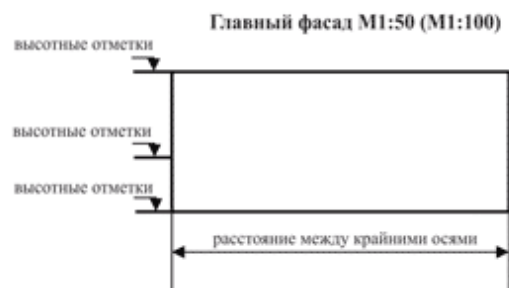 Главный фасад М1:50 (М1:100)
высотные отметки
высотные отметки
высотные отметки
расстояние между крайними осями